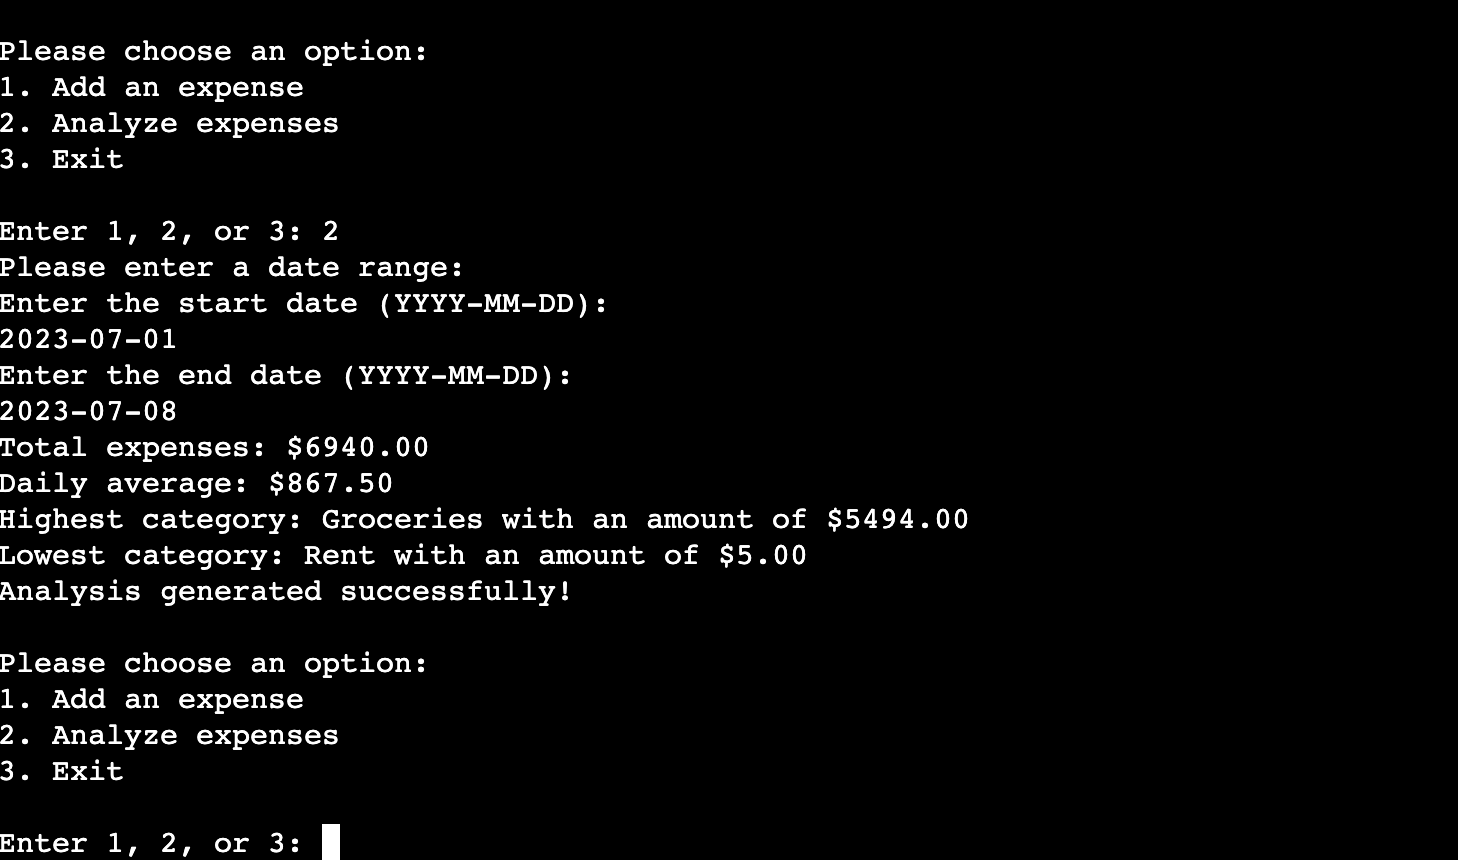 Please choose an option:
1. Add an expense
2. Analyze expenses
3. Exit
Enter 1, 2, or 3: 2
Please enter a date range:
Enter the start date (YYYY-MM-DD):
2023-07-01
Enter the end date (YYYY-MM-DD):
2023-07-08
Total expenses: $6940.00
Daily average: $867.50
Highest category: Groceries with an amount of $5494.00
Lowest category: Rent with an amount of $5.00
Analysis generated successfully!
Please choose an option:
1. Add an expense
2. Analyze expenses
3. Exit
Enter 1, 2, or 3: